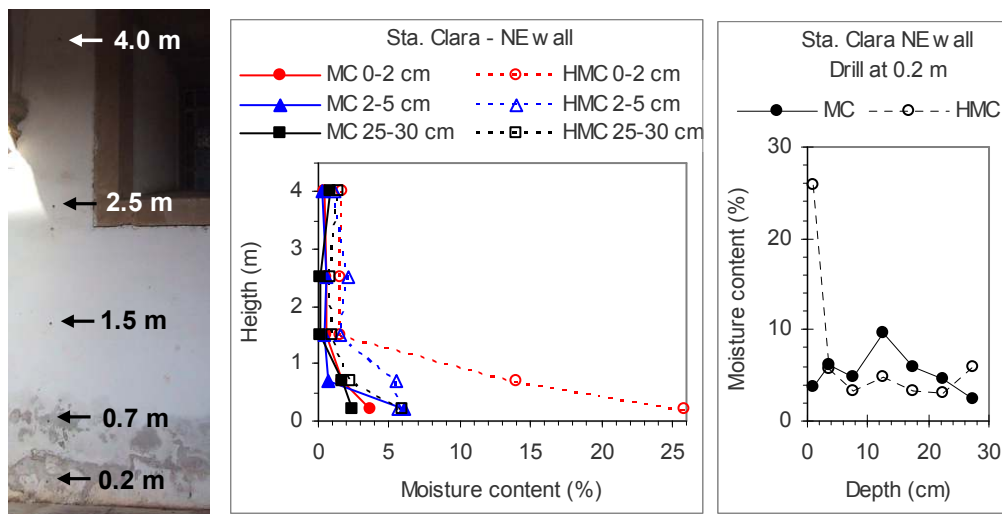 4.0 m
2.5 m
1.5 m
0.7 m
0.2 m
Sta. Clara - NE wall
MC 0-2 cm HMC 0-2 cm
MC 2-5 cm HMC 2-5 cm
MC 25-30 cm HMC 25-30 cm
Heigth (m)
4
3
2
1
0
0 5 10 15 20 25
Moisture content (%)
Sta. Clara NE wall
Drill at 0.2 m
MC HMC
Moisture content (%)
30
20
10
0
0 10 20 30
Depth (cm)